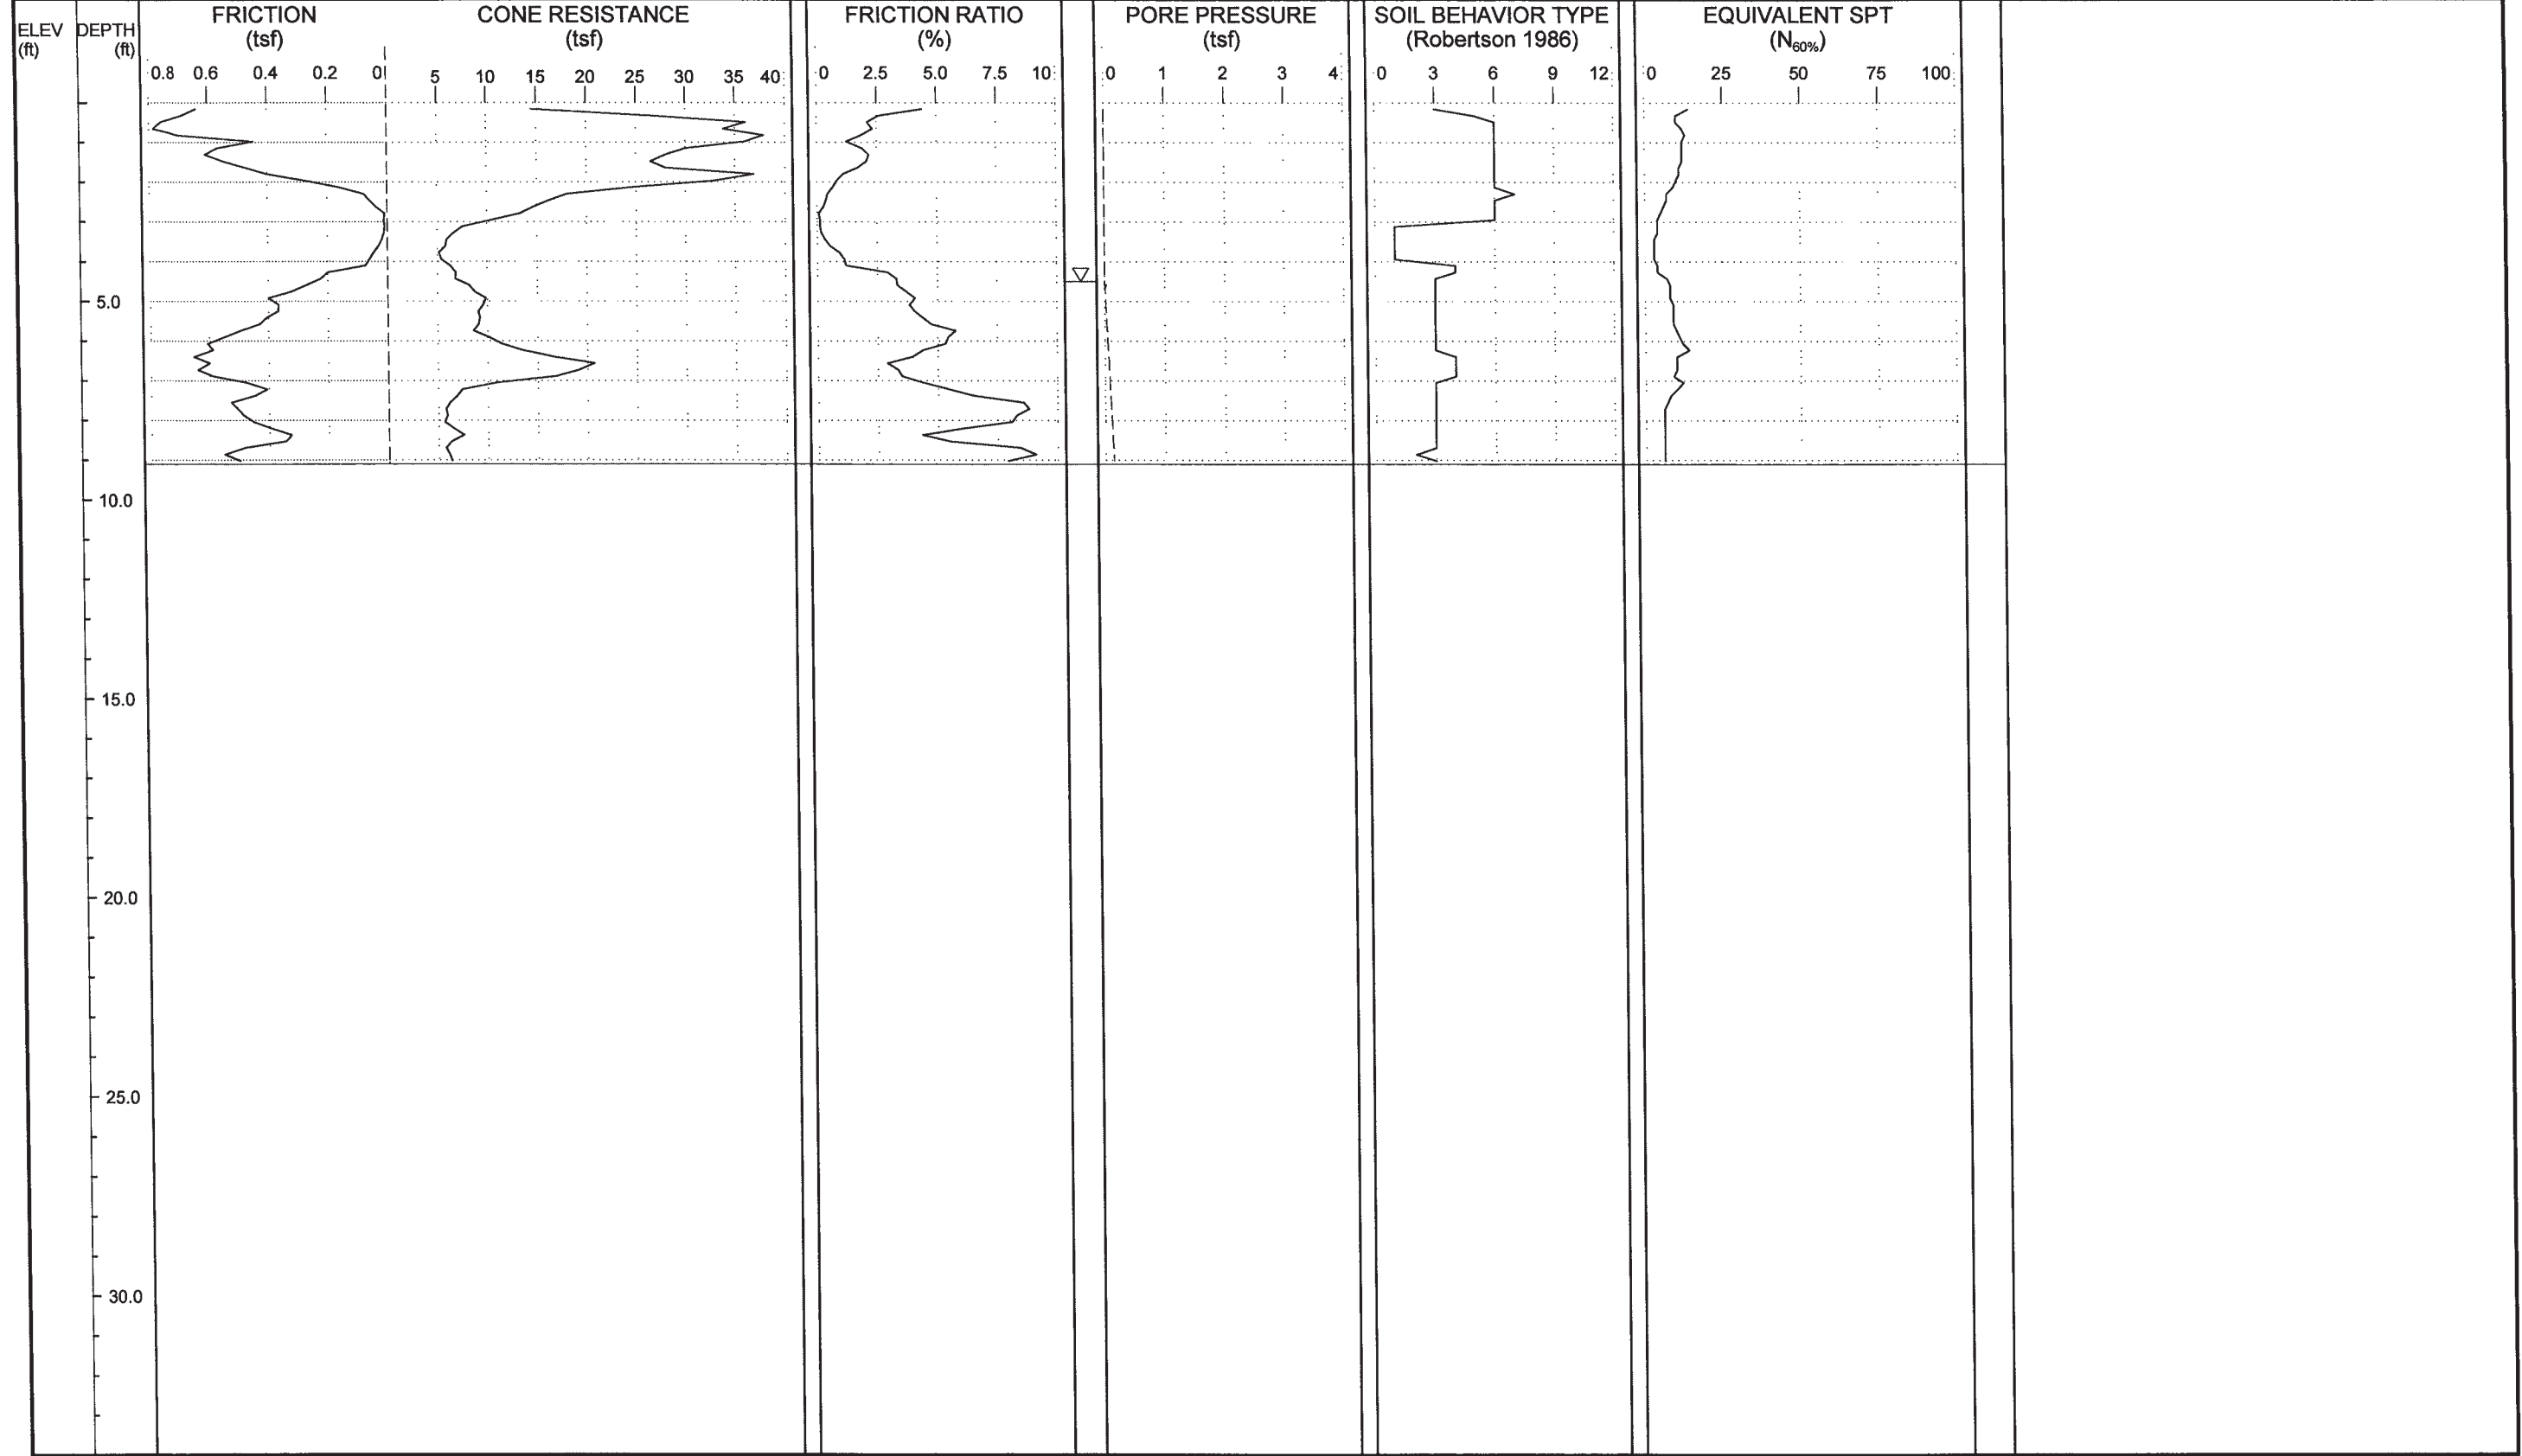 ELEV
(ft)
DEPTH
(ft)
FRICTION
(tsf)
0.8 0.6 0.4 0.2 0
CONE RESISTANCE
(tsf)
5 10 15 20 25 30 35 40
FRICTION RATIO
(%)
0 2.5 5.0 7.5 10
PORE PRESSURE
(tsf)
0 1 2 3 4
SOIL BEHAVIOR TYPE
(Robertson 1986)
0 3 6 9 12
EQUIVALENT SPT
(N60%)
0 25 50 75 100
5.0
10.0
15.0
20.0
25.0
30.0